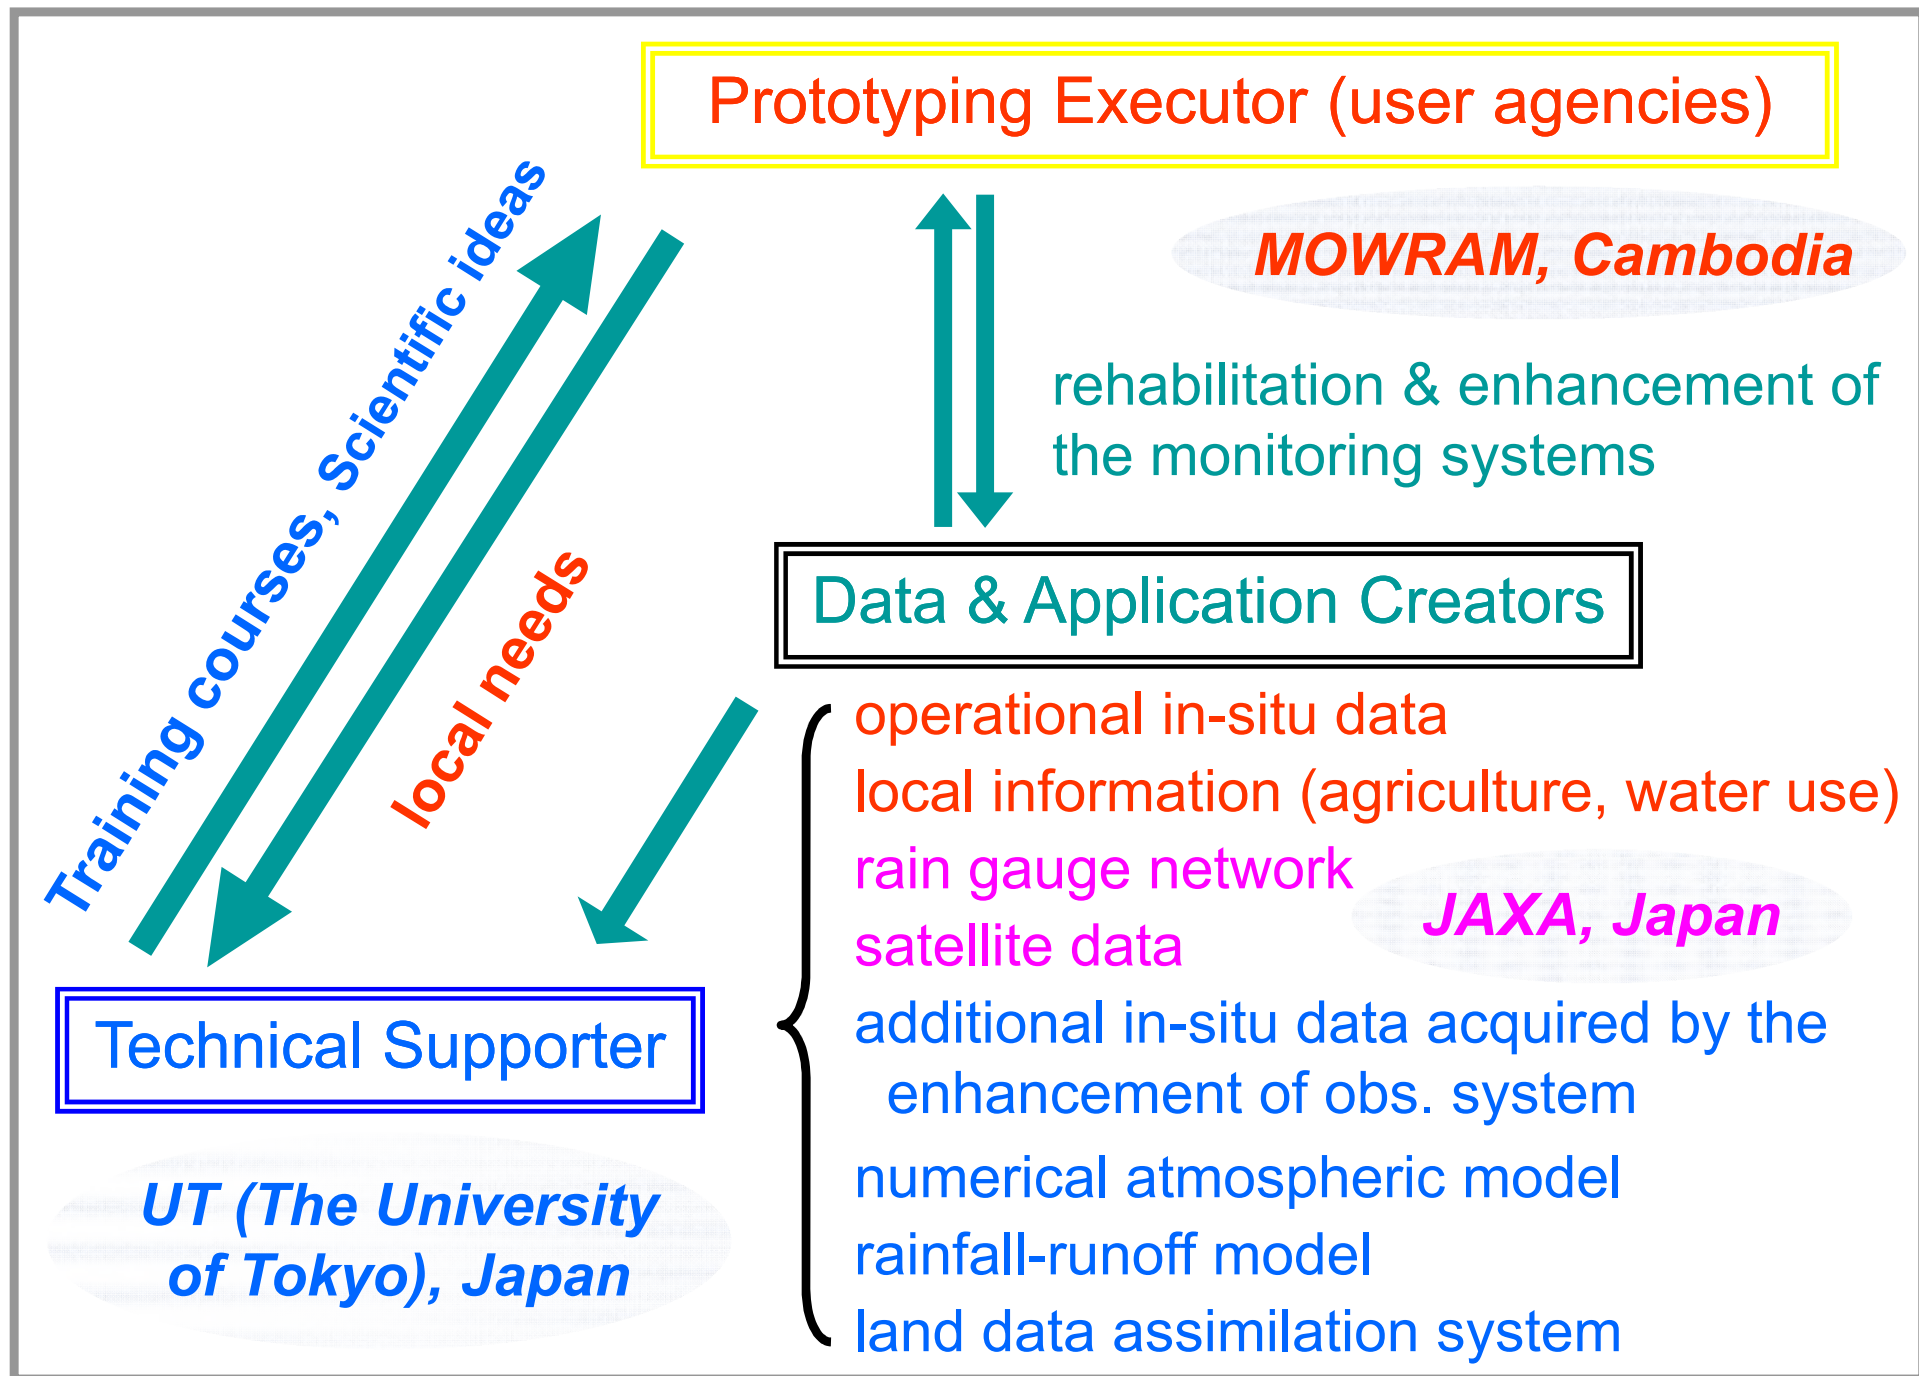 Prototyping Executor (user agencies)
MOWRAM, Cambodia
Training courses, Scientific ideas
local needs
rehabilitation & enhancement of
the monitoring systems
Data & Application Creators
operational in-situ data
local information (agriculture, water use)
rain gauge network
satellite data
JAXA, Japan
additional in-situ data acquired by the
enhancement of obs. system
numerical atmospheric model
rainfall-runoff model
land data assimilation system
Technical Supporter
UT (The University
of Tokyo), Japan